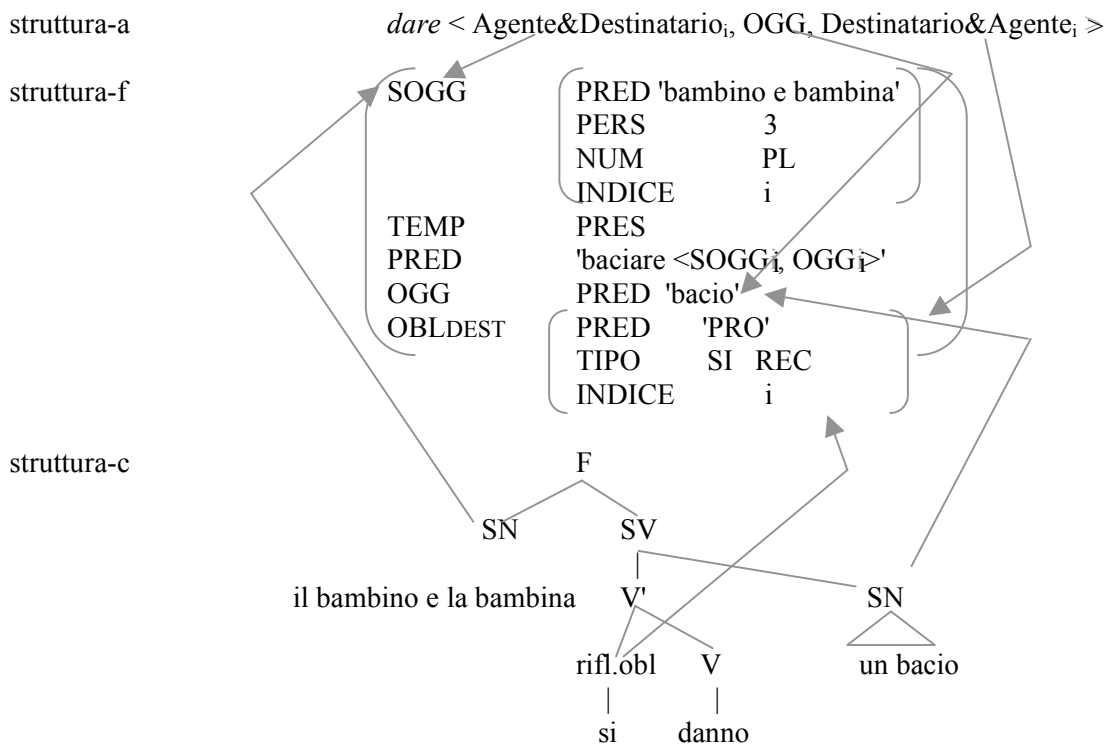 struttura-a dare < Agente&Destinatarioᵢ, OGG, Destinatario&Agenteᵢ >
struttura-f SOGG PRED 'bambino e bambina'
PERS 3
NUM PL
INDICE i
TEMP PRES
PRED 'baciare <SOGGi, OGGi>'
OGG PRED 'bacio'
OBLDEST PRED 'PRO'
TIPO SI REC
INDICE i
struttura-c F
SN SV
il bambino e la bambina V' SN
rifl.obl V un bacio
si danno